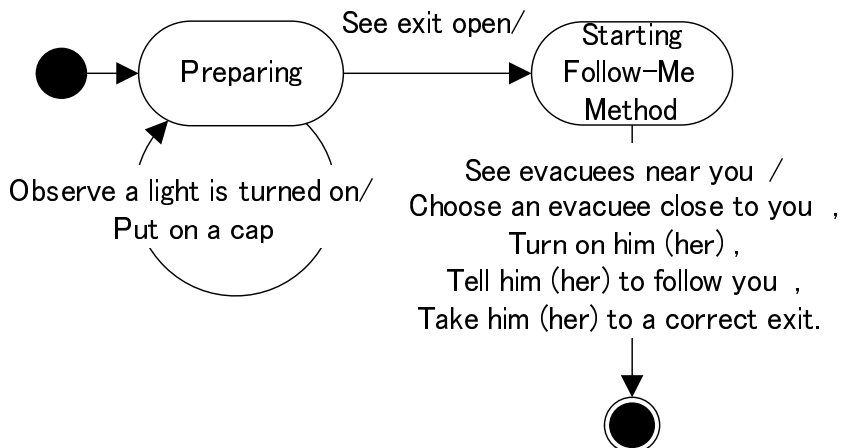 See exit open/
Preparing
Starting
Follow-Me
Method
Observe a light is turned on/
Put on a cap
See evacuees near you /
Choose an evacuee close to you ,
Turn on him (her) ,
Tell him (her) to follow you ,
Take him (her) to a correct exit.